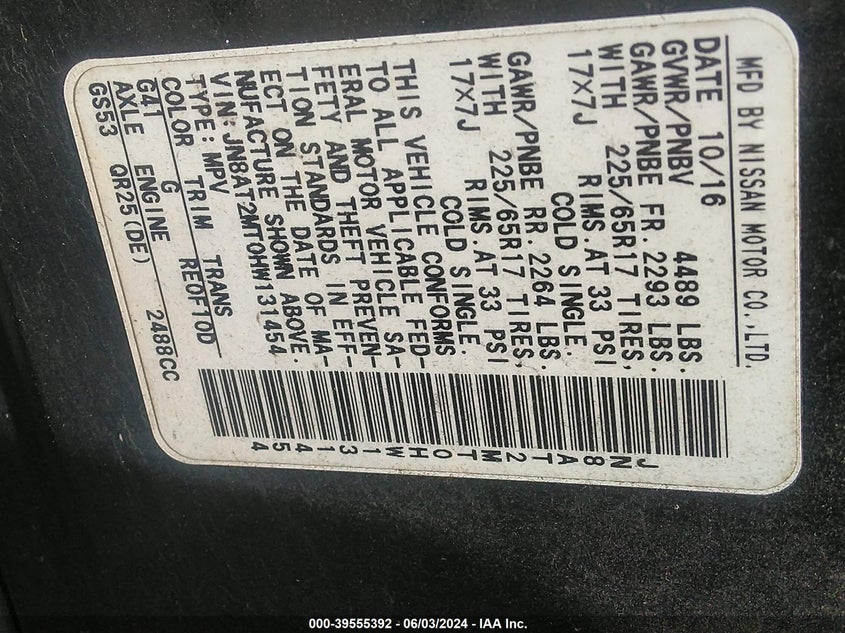 MFD BY NISSAN MOTOR CO.,LTD.
DATE 10/16
GVWR/PNBV 4489 LBS.
GAWR/PNBE FR. 2293 LBS.
WITH 225/65R17 TIRES,
17X7J RIMS.AT 33 PSI
COLD SINGLE.
GAWR/PNBE RR. 2264 LBS.
WITH 225/65R17 TIRES,
17X7J RIMS.AT 33 PSI
COLD SINGLE.
THIS VEHICLE CONFORMS
TO ALL APPLICABLE FED-
ERAL MOTOR VEHICLE SA-
FETY AND THEFT PREVEN-
TION STANDARDS IN EFF-
ECT ON THE DATE OF MA-
NUFACTURE SHOWN ABOVE.
VIN:JN8AT2MT0HW131454
TYPE: MPV
COLOR TRIM TRANS
G41 G RE0F10D
AXLE ENGINE
GS53 QR25(DE) 2488CC
JN8AT2MT0HW131454
000-39555392 - 06/03/2024 - IAA Inc.